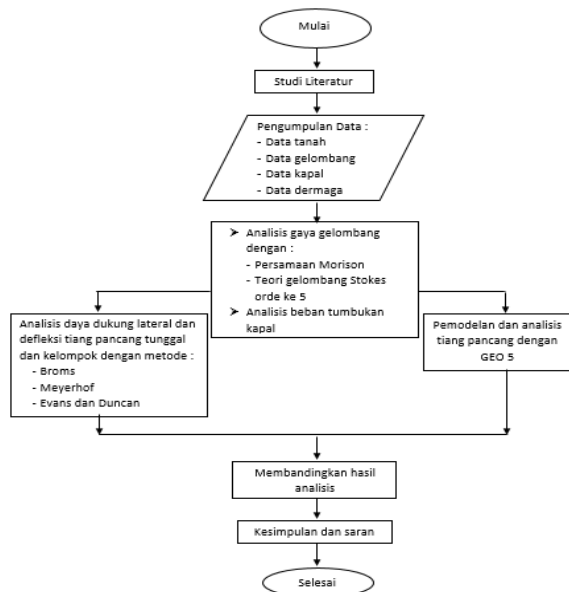 Mulai
Studi Literatur
Pengumpulan Data :
- Data tanah
- Data gelombang
- Data kapal
- Data dermaga
➤ Analisis gaya gelombang
dengan :
- Persamaan Morison
- Teori gelombang Stokes
orde ke 5
➤ Analisis beban tumbukan
kapal
Analisis daya dukung lateral dan
defleksi tiang pancang tunggal
dan kelompok dengan metode :
- Broms
- Meyerhof
- Evans dan Duncan
Pemodelan dan analisis
tiang pancang dengan
GEO 5
Membandingkan hasil
analisis
Kesimpulan dan saran
Selesai